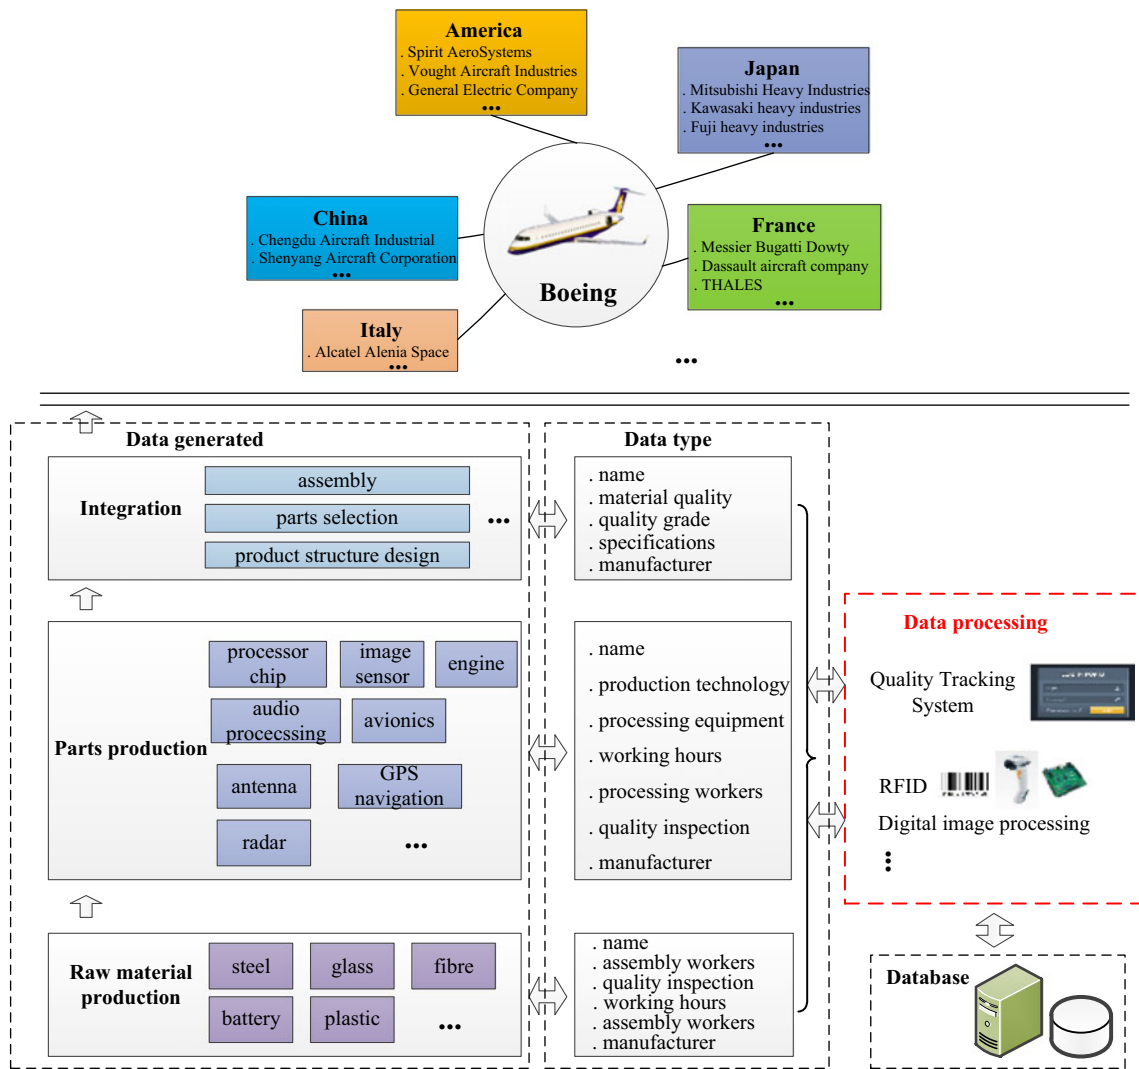 America
. Spirit AeroSystems
. Vought Aircraft Industries
. General Electric Company
...
Japan
. Mitsubishi Heavy Industries
. Kawasaki heavy industries
. Fuji heavy industries
...
China
. Chengdu Aircraft Industrial
. Shenyang Aircraft Corporation
...
France
. Messier Bugatti Dowty
. Dassault aircraft company
. THALES
...
Boeing
Italy
. Alcatel Alenia Space
...
...
Data generated
Integration
assembly
parts selection
product structure design
...
Parts production
processor
chip
image
sensor
engine
audio
procecssing
avionics
antenna
GPS
navigation
radar
...
Raw material
production
steel
glass
fibre
battery
plastic
...
Data type
. name
. material quality
. quality grade
. specifications
. manufacturer
. name
. production technology
. processing equipment
. working hours
. processing workers
. quality inspection
. manufacturer
. name
. assembly workers
. quality inspection
. working hours
. assembly workers
. manufacturer
Data processing
Quality Tracking
System
RFID
Digital image processing
...
Database